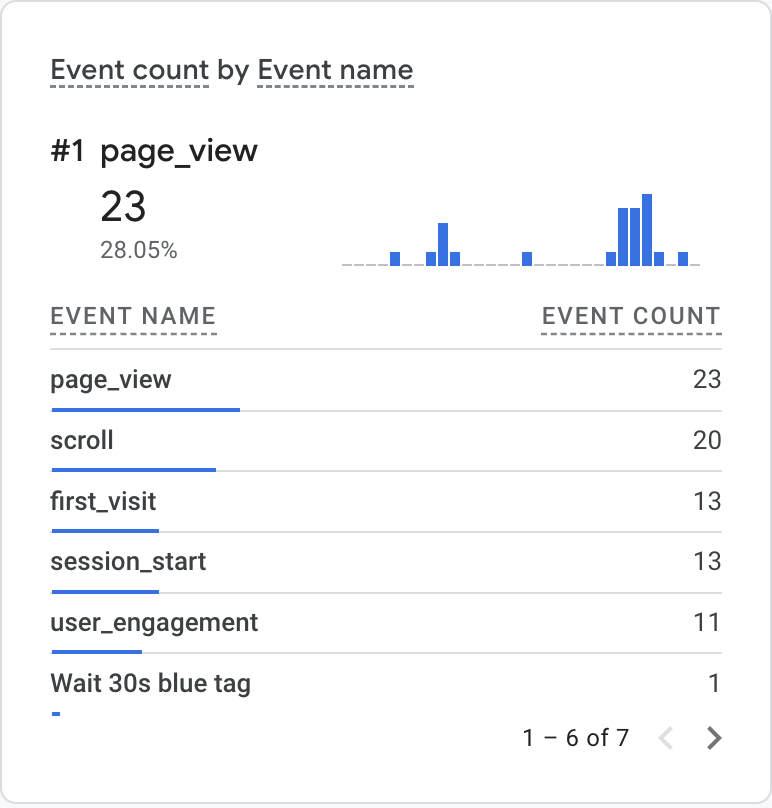 Event count by Event name
#1 page_view
23
28.05%
EVENT NAME EVENT COUNT
page_view 23
scroll 20
first_visit 13
session_start 13
user_engagement 11
Wait 30s blue tag 1
1 – 6 of 7